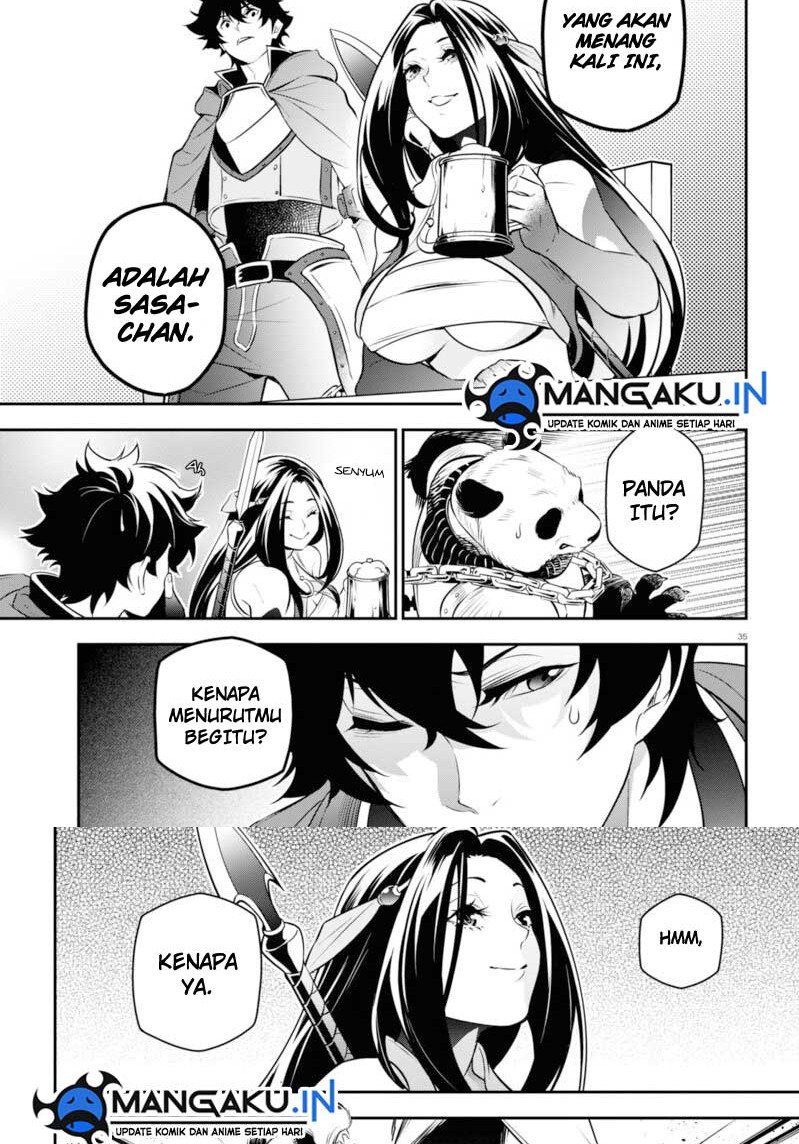 YANG AKAN
MENANG
KALI INI,
ADALAH
SASA-
CHAN.
MANGAKU.IN
UPDATE KOMIK DAN ANIME SETIAP HARI
PANDA
ITU?
SENYUM
Ah
35
KENAPA
MENURUTMU
BEGITU?
HMM,
KENAPA
YA.
MANGAKU.IN
UPDATE KOMIK DAN ANIME SETIAP HARI